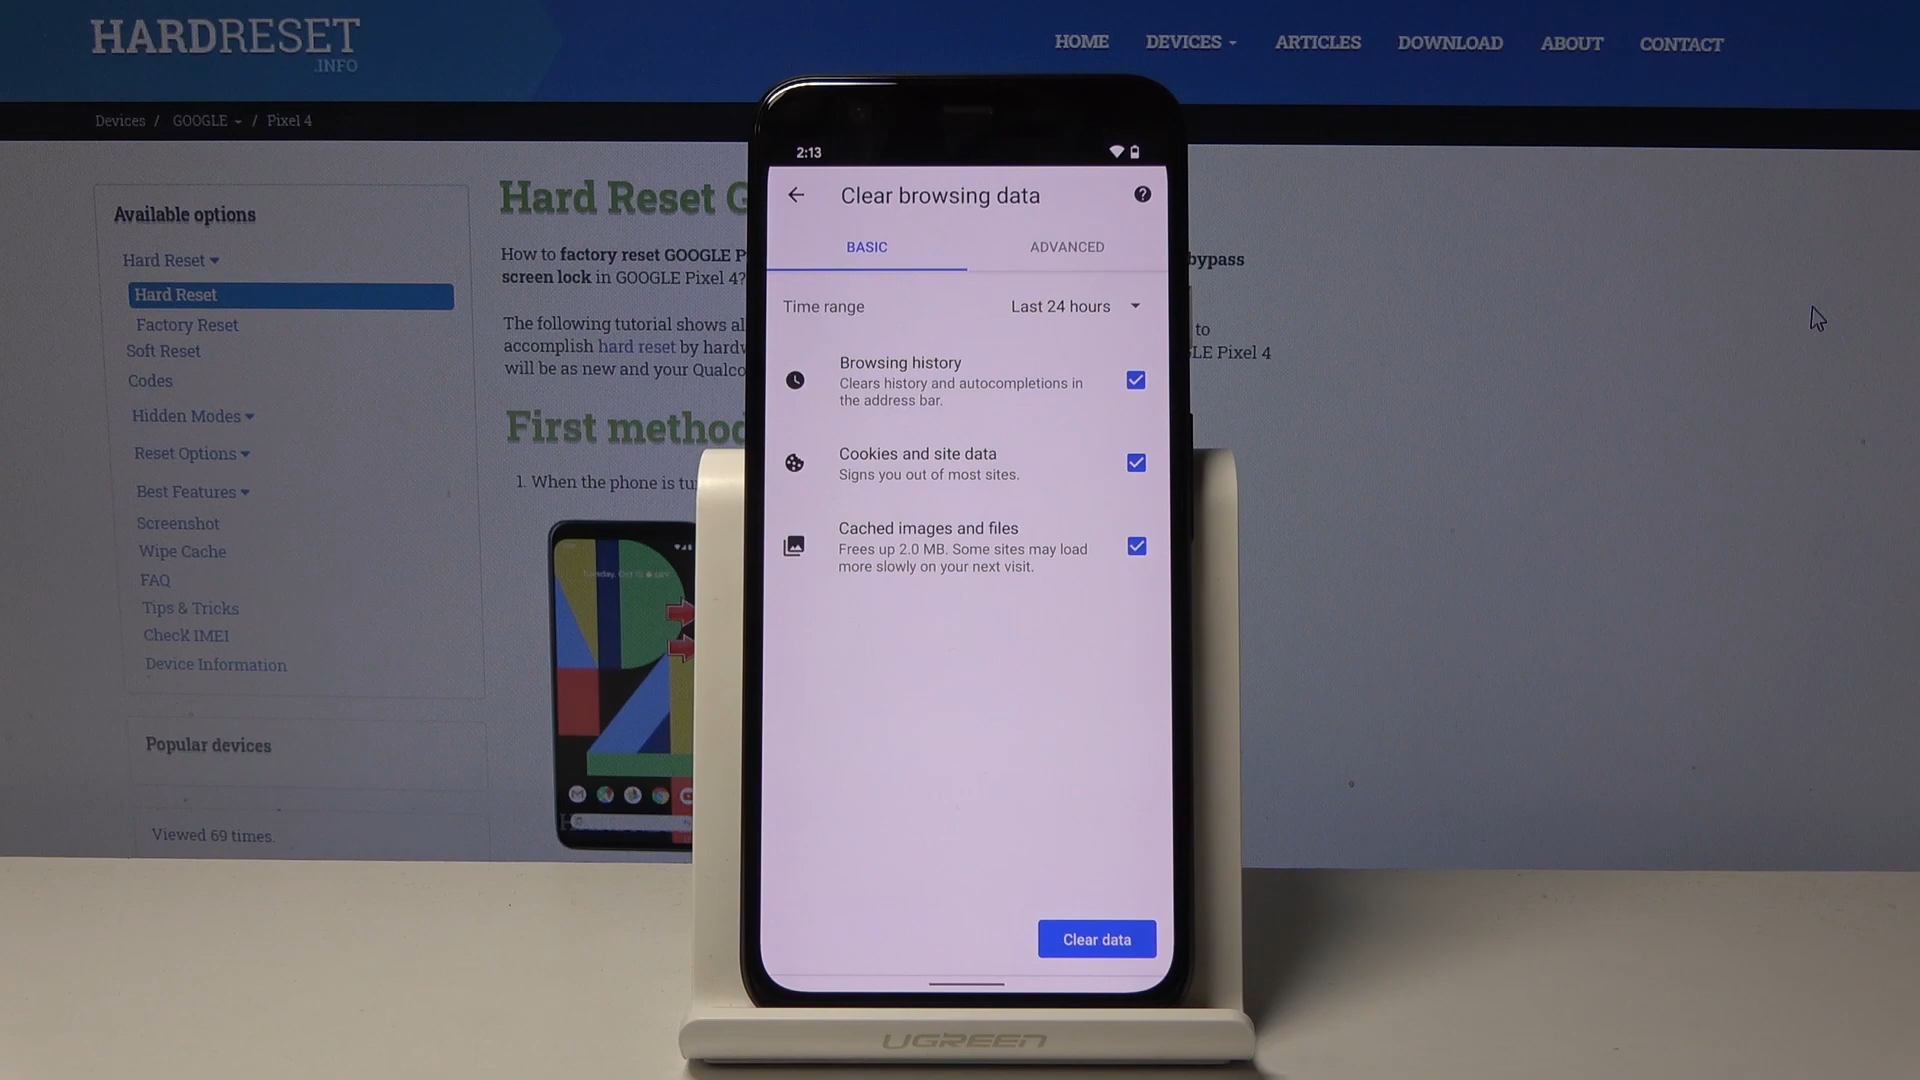 HARDRESET
.INFO
HOME DEVICES ARTICLES DOWNLOAD ABOUT CONTACT
Devices / GOOGLE / Pixel 4
Available options
Hard Reset
Hard Reset
Factory Reset
Soft Reset
Codes
Hidden Modes
Reset Options
Best Features
Screenshot
Wipe Cache
FAQ
Tips & Tricks
Check IMEI
Device Information
Popular devices
Viewed 69 times.
Hard Reset G
How to factory reset GOOGLE P
bypass
screen lock in GOOGLE Pixel 4?
The following tutorial shows al
to
accomplish hard reset by hardw
GLE Pixel 4
will be as new and your Qualco
First method
1. When the phone is tu
2:13
Clear browsing data
BASIC ADVANCED
Time range Last 24 hours
Browsing history
Clears history and autocompletions in
the address bar.
Cookies and site data
Signs you out of most sites.
Cached images and files
Frees up 2.0 MB. Some sites may load
more slowly on your next visit.
Clear data
UGREEN